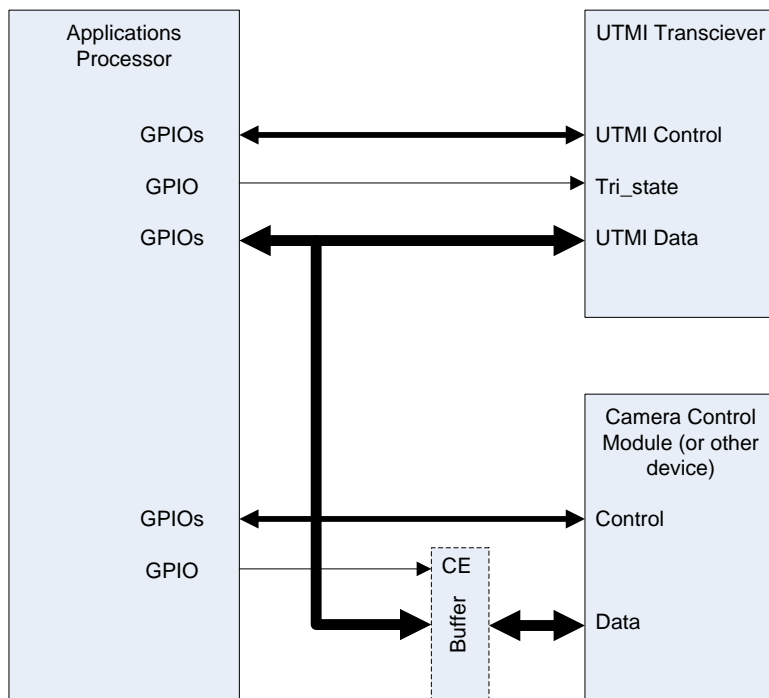 Applications
Processor
GPIOs
GPIO
GPIOs
GPIOs
GPIO
UTMI Transciever
UTMI Control
Tri_state
UTMI Data
Camera Control
Module (or other
device)
Control
Data
CE
Buffer